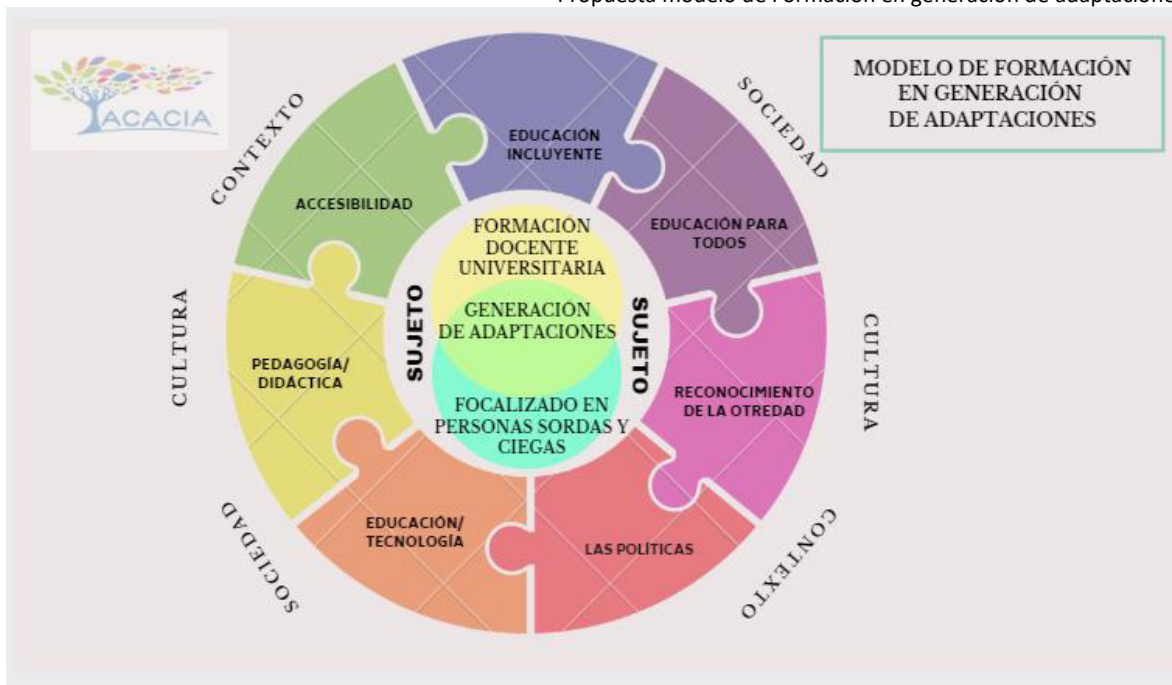 Propuesta modelo de Formación en generación de
ACACIA
MODELO DE FORMACIÓN
EN GENERACIÓN
DE ADAPTACIONES
CONTEXTO
SOCIEDAD
EDUCACIÓN
INCLUYENTE
ACCESIBILIDAD
EDUCACIÓN PARA
TODOS
FORMACIÓN
DOCENTE
UNIVERSITARIA
GENERACIÓN
DE ADAPTACIONES
FOCALIZADO EN
PERSONAS SORDAS Y
CIEGAS
SUJETO
SUJETO
CULTURA
CULTURA
PEDAGOGÍA/
DIDÁCTICA
RECONOCIMIENTO
DE LA OTREDAD
EDUCACIÓN/
TECNOLOGÍA
LAS POLÍTICAS
SOCIEDAD
CONTEXTO